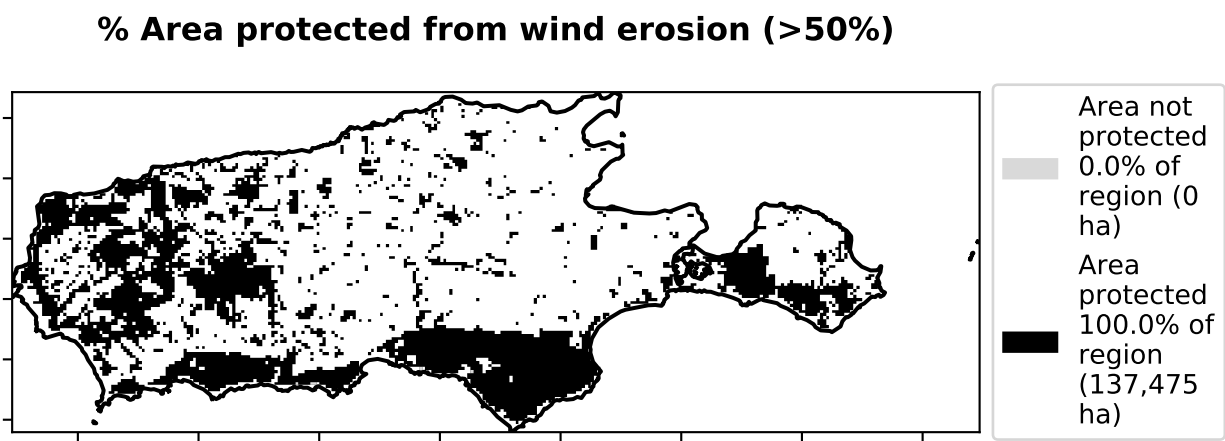 % Area protected from wind erosion (>50%)
Area not
protected
0.0% of
region (0
ha)
Area
protected
100.0% of
region
(137,475
ha)